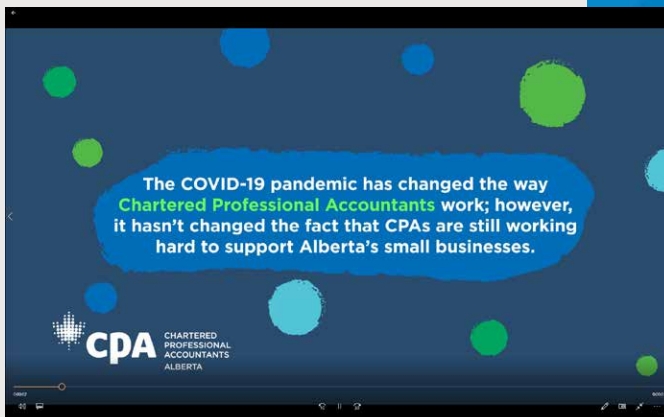 The COVID-19 pandemic has changed the way
Chartered Professional Accountants work; however,
it hasn't changed the fact that CPAs are still working
hard to support Alberta's small businesses.
CPA
CHARTERED
PROFESSIONAL
ACCOUNTANTS
ALBERTA